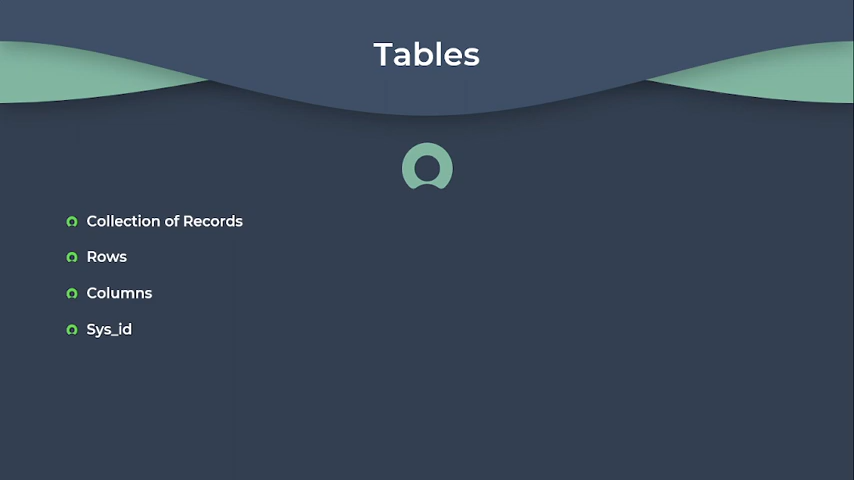 Tables
Collection of Records
Rows
Columns
Sys_id